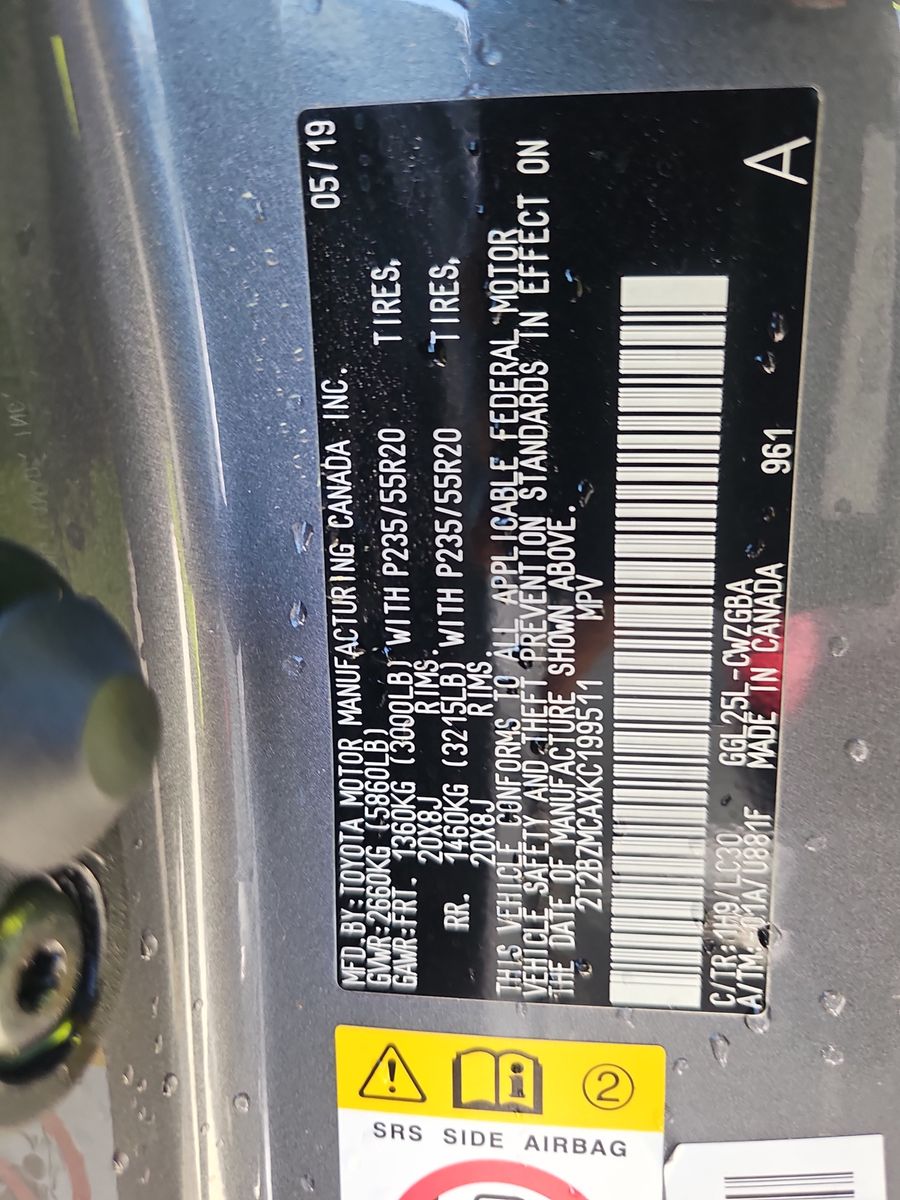 MFD.BY:TOYOTA MOTOR MANUFACTURING CANADA INC. 05/19
GVWR:2660KG (5860LB)
GAWR:FRT. 1360KG (3000LB) WITH P235/55R20 TIRES,
20X8J RIMS
RR. 1460KG (3215LB) WITH P235/55R20 TIRES,
20X8J RIMS.
THIS VEHICLE CONFORMS TO ALL APPLICABLE FEDERAL MOTOR
VEHICLE SAFETY AND THEFT PREVENTION STANDARDS IN EFFECT ON
THE DATE OF MANUFACTURE SHOWN ABOVE.
2T2BZMCAXKC199511 MPV
C/TR:1H9/LC30 GGL25L-CWZGBA
A/TM: /U881F MADE IN CANADA 961
A
2
SRS SIDE AIRBAG